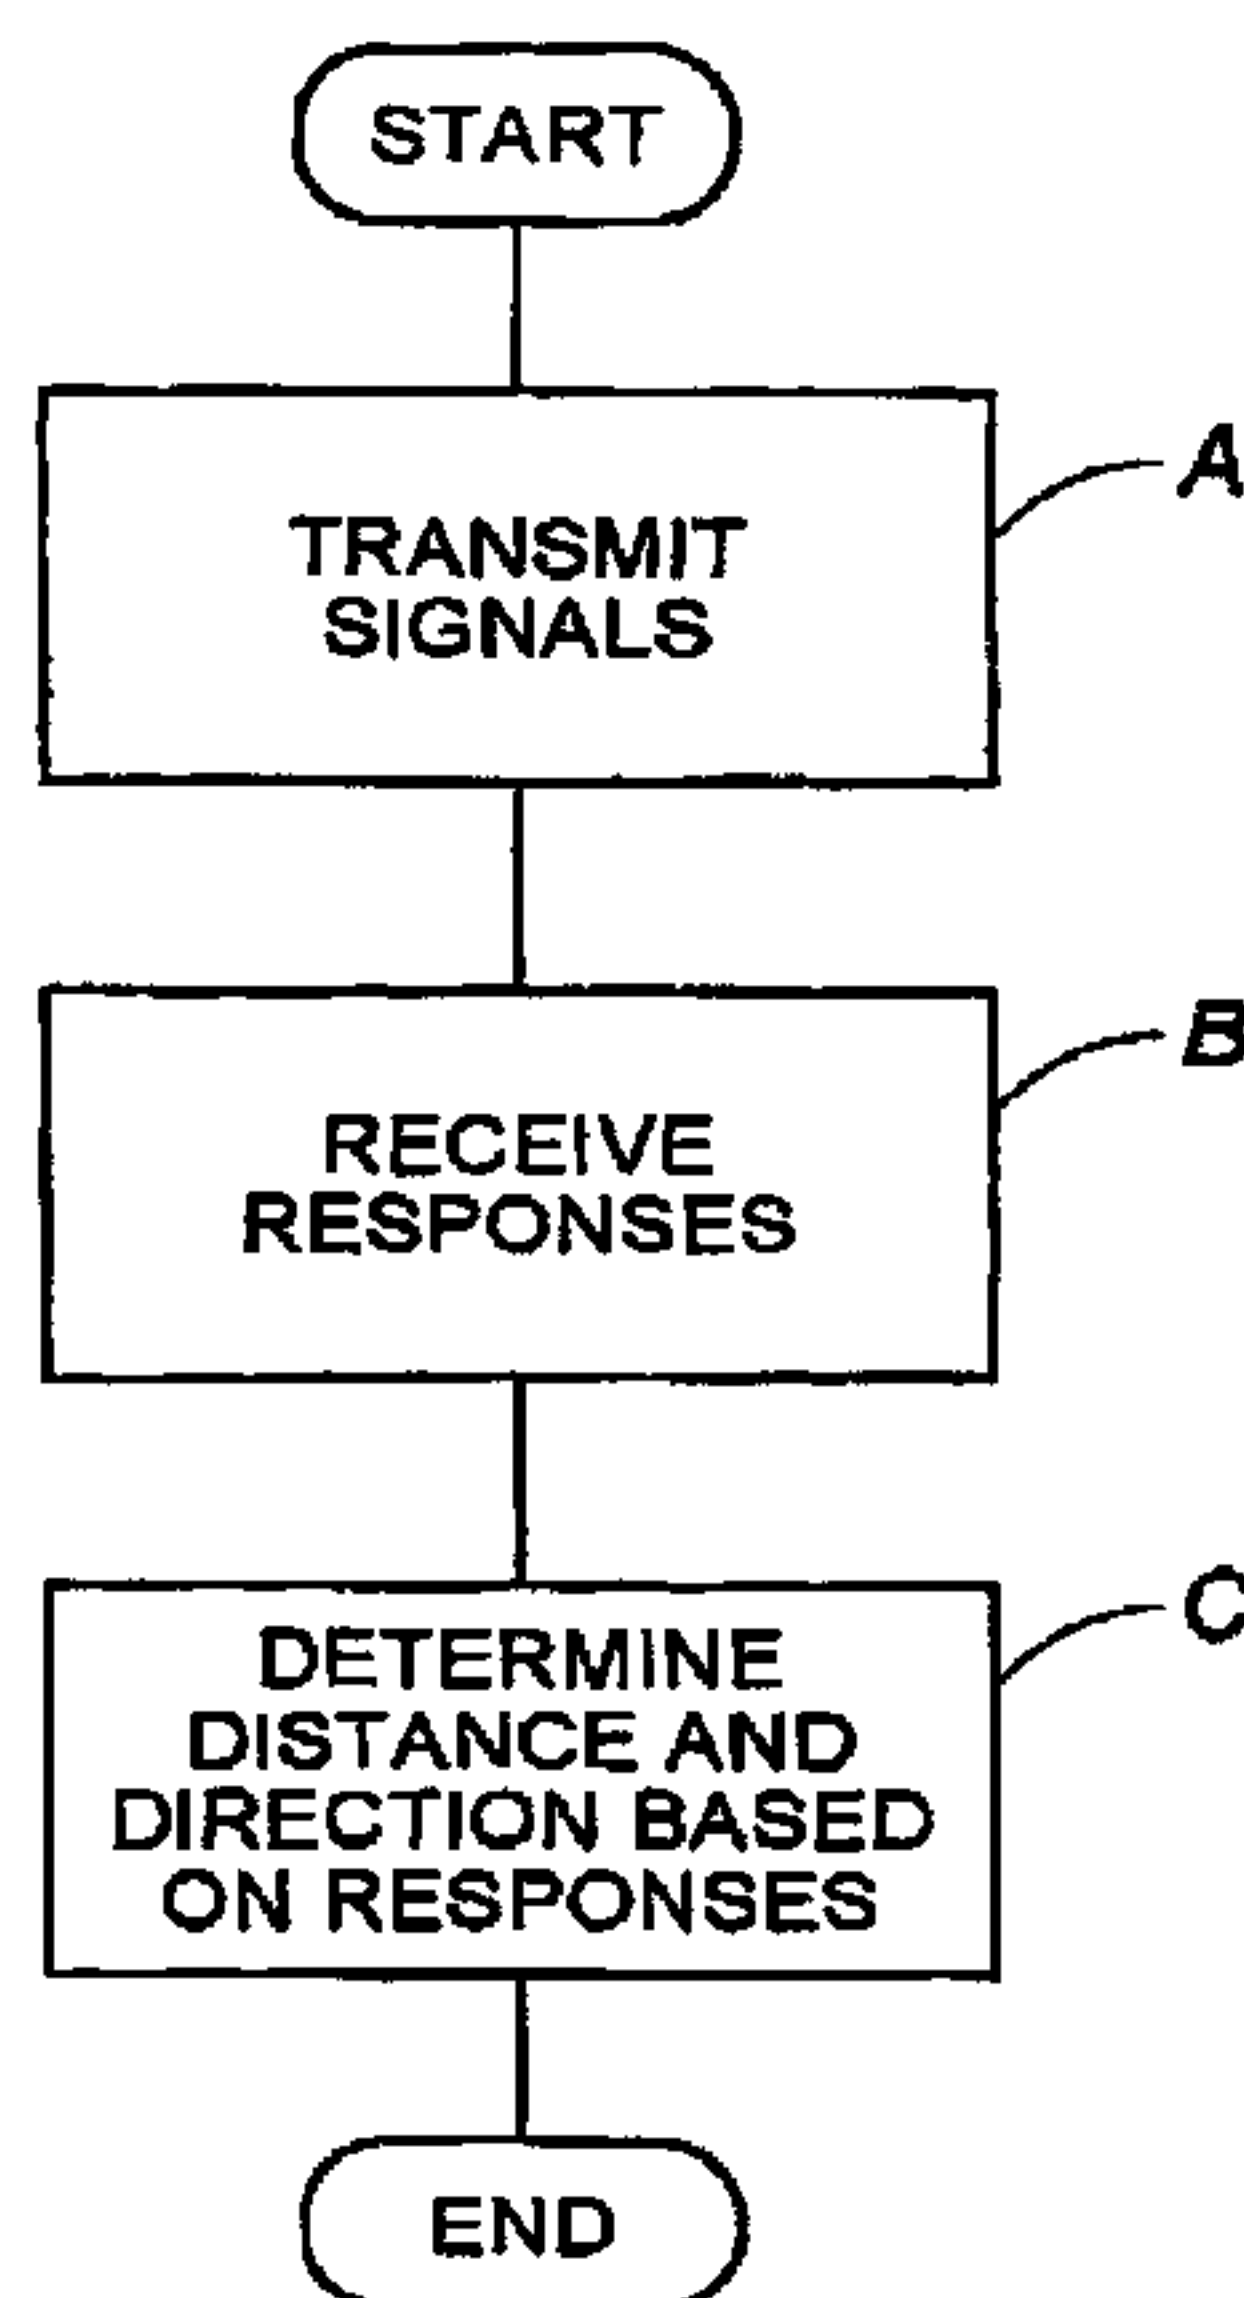 START
TRANSMIT
SIGNALS
A
RECEIVE
RESPONSES
B
DETERMINE
DISTANCE AND
DIRECTION BASED
ON RESPONSES
C
END